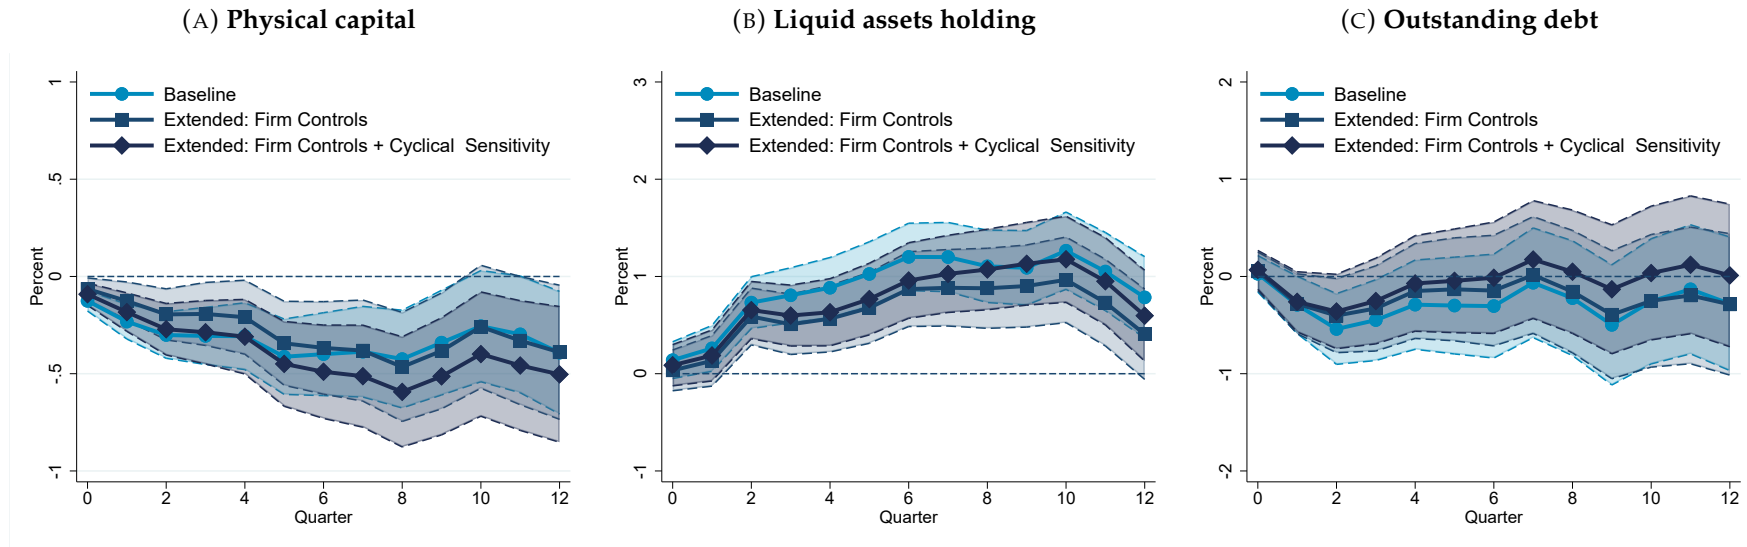 (A) Physical capital
1
.5
0
-.5
-1
Percent
Baseline
Extended: Firm Controls
Extended: Firm Controls + Cyclical Sensitivity
0 2 4 6 8 10 12
Quarter
(B) Liquid assets holding
3
2
1
0
-1
Percent
Baseline
Extended: Firm Controls
Extended: Firm Controls + Cyclical Sensitivity
0 2 4 6 8 10 12
Quarter
(C) Outstanding debt
2
1
0
-1
-2
Percent
Baseline
Extended: Firm Controls
Extended: Firm Controls + Cyclical Sensitivity
0 2 4 6 8 10 12
Quarter